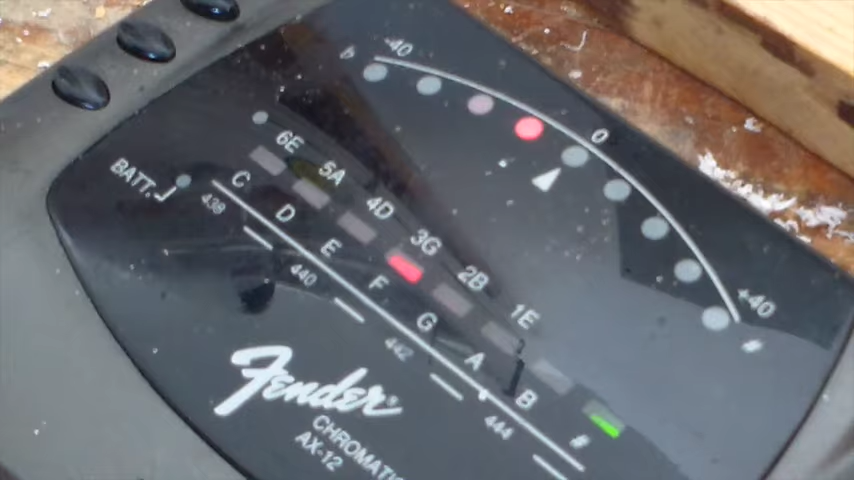 -40
♭
0
+40
#
6E 5A 4D 3G 2B 1E
BATT.
C D E F G A B #
438 440 442 444
Fender®
CHROMATIC
AX-12